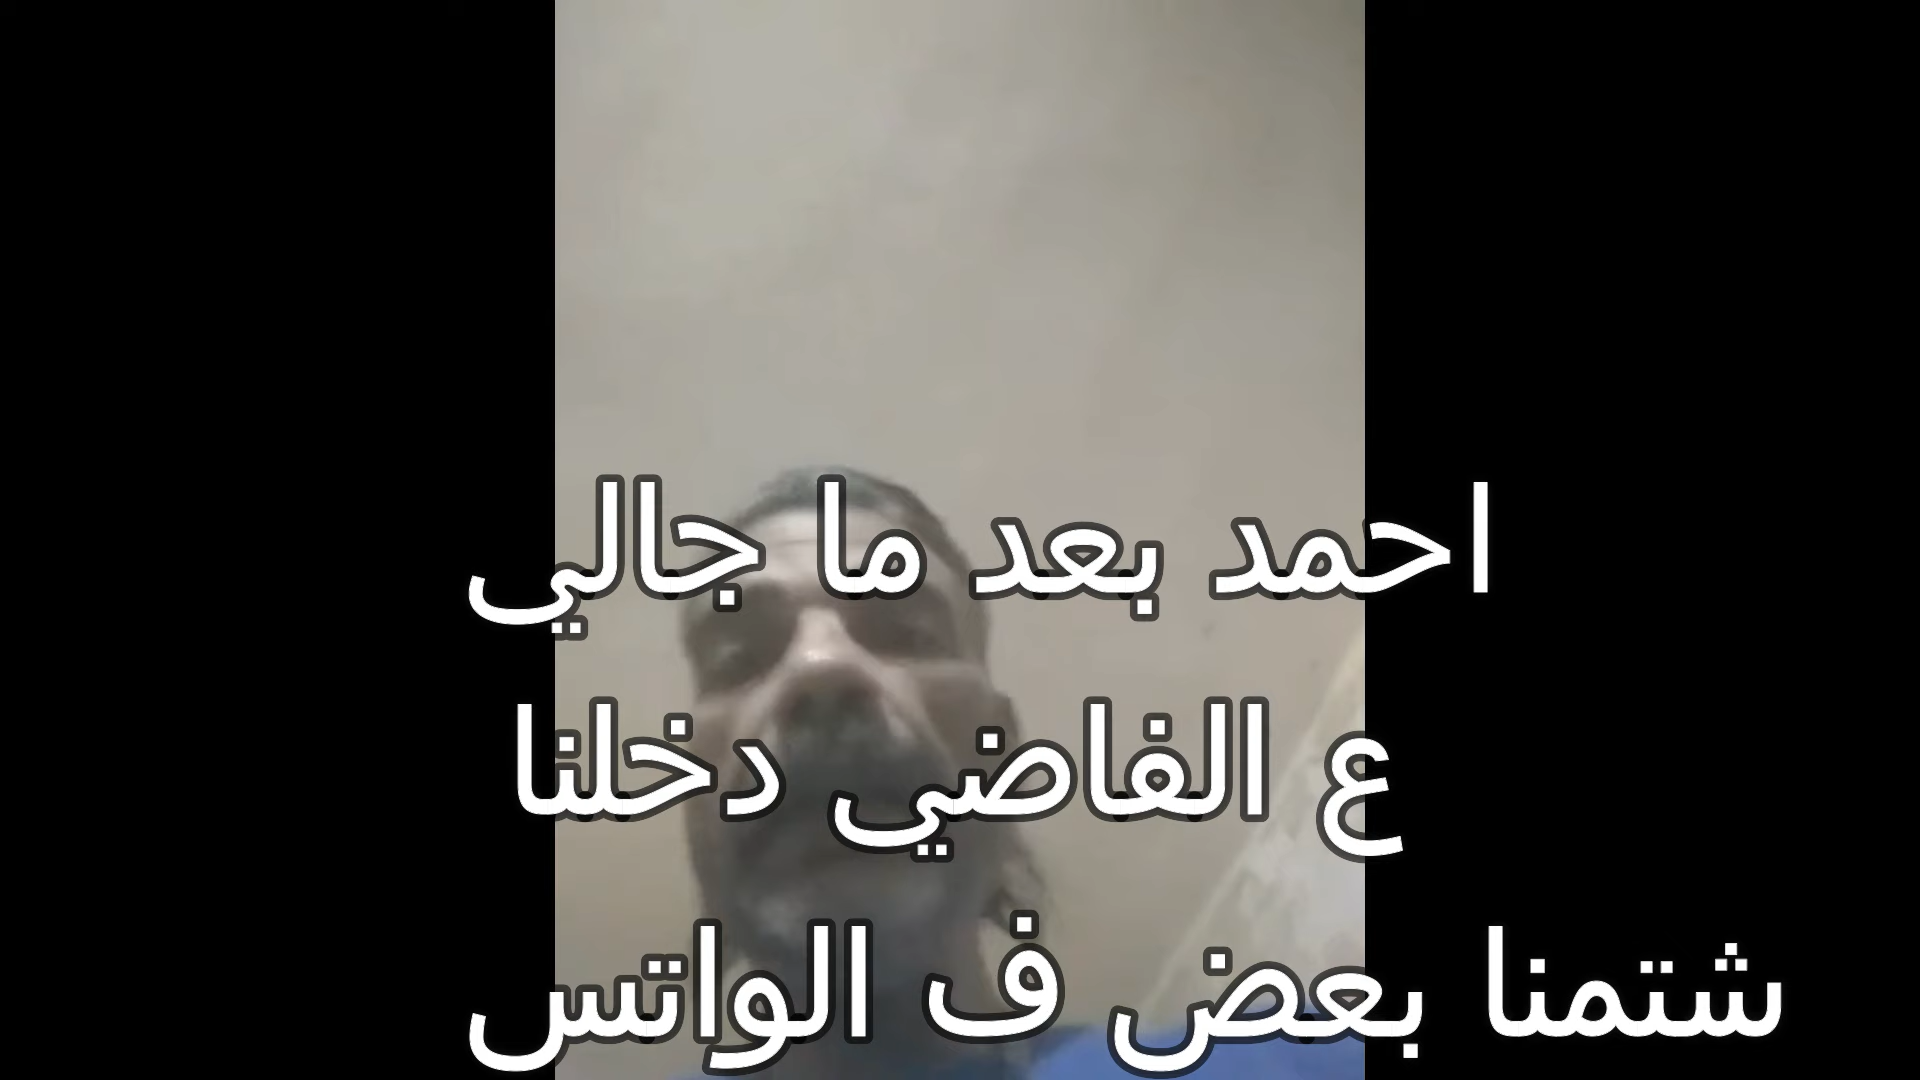 احمد بعد ما جالي
ع الفاضي دخلنا
شتمنا بعض ف الواتس